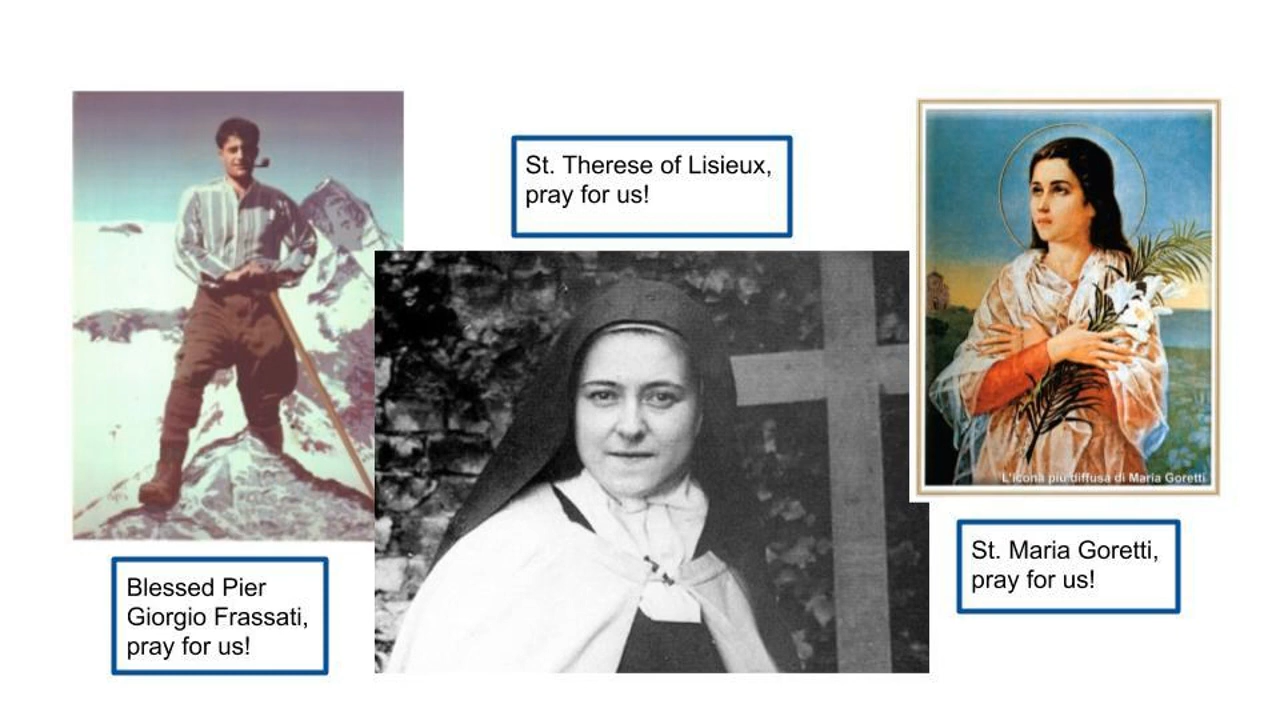 St. Therese of Lisieux,
pray for us!
L'icona più diffusa di Maria Goretti
Blessed Pier
Giorgio Frassati,
pray for us!
St. Maria Goretti,
pray for us!